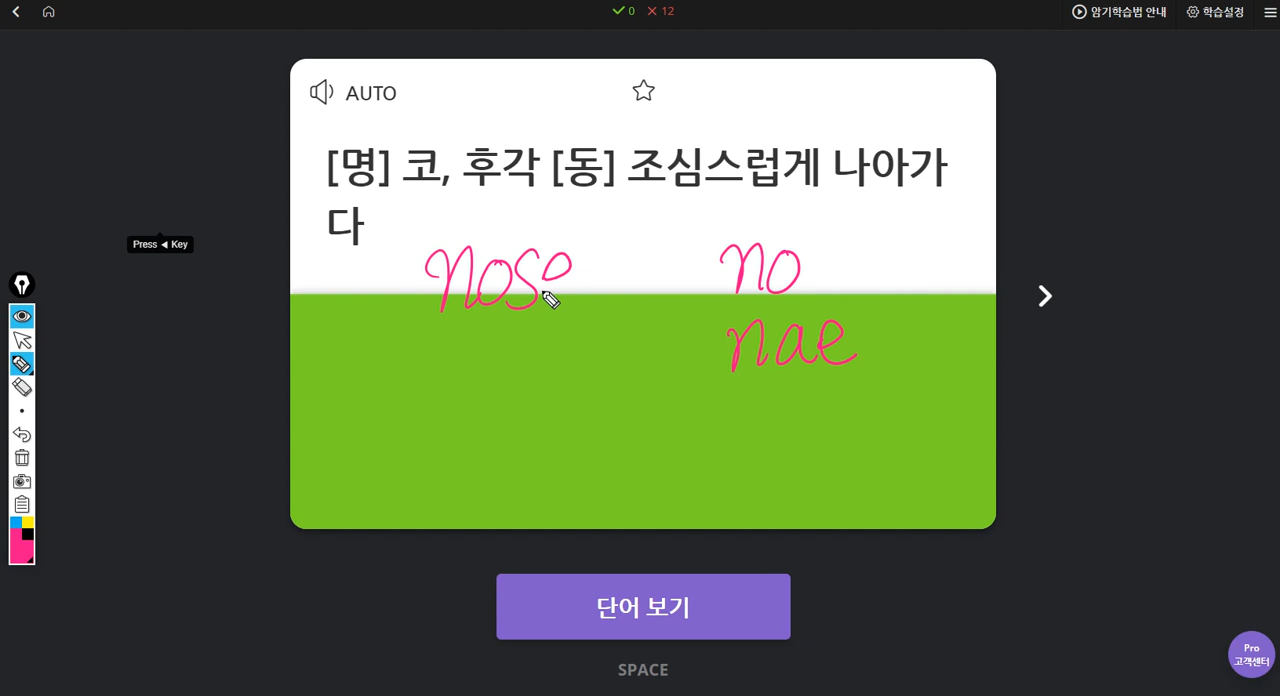 0 12
암기학습법 안내
학습설정
AUTO
[명] 코, 후각 [동] 조심스럽게 나아가
다
Press ◀ Key
nose
no
nae
단어 보기
SPACE
Pro
고객센터